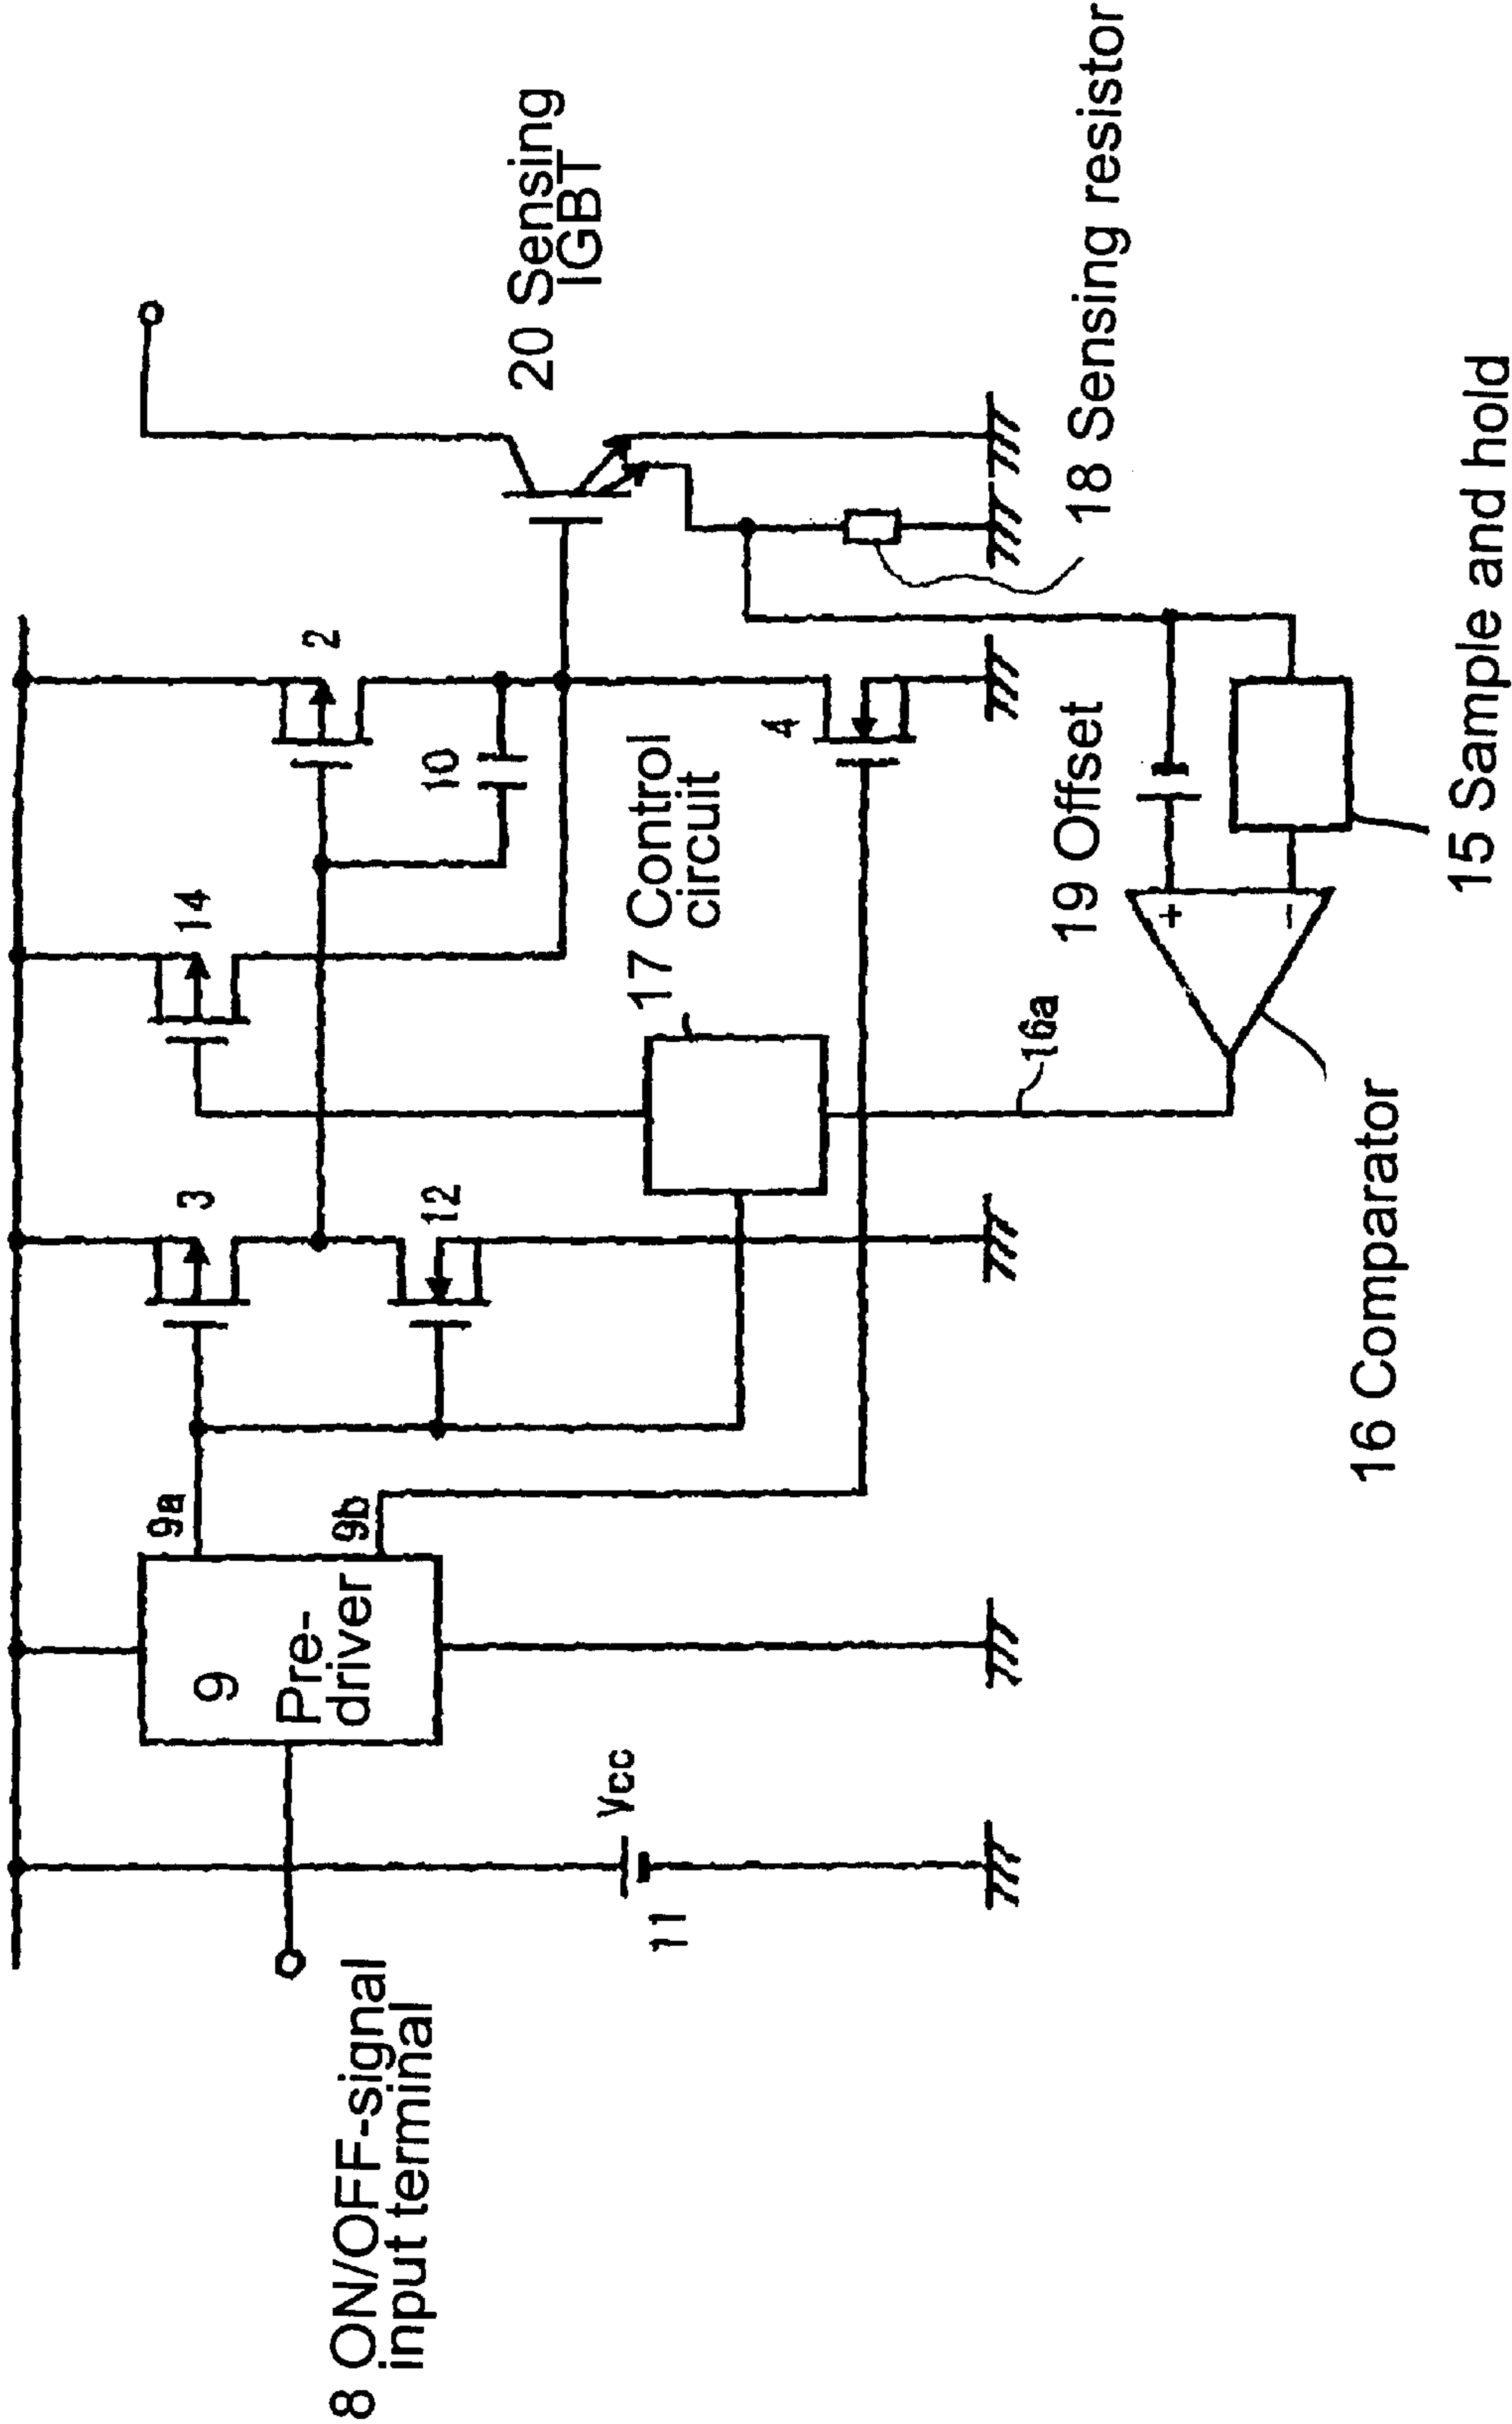 8 ON/OFF-signal
input terminal
11
Vcc
9
Pre-
driver
9a
9b
3
12
14
2
10
17 Control
circuit
4
20 Sensing
IGBT
18 Sensing resistor
19 Offset
15 Sample and hold
16a
16 Comparator
+
−